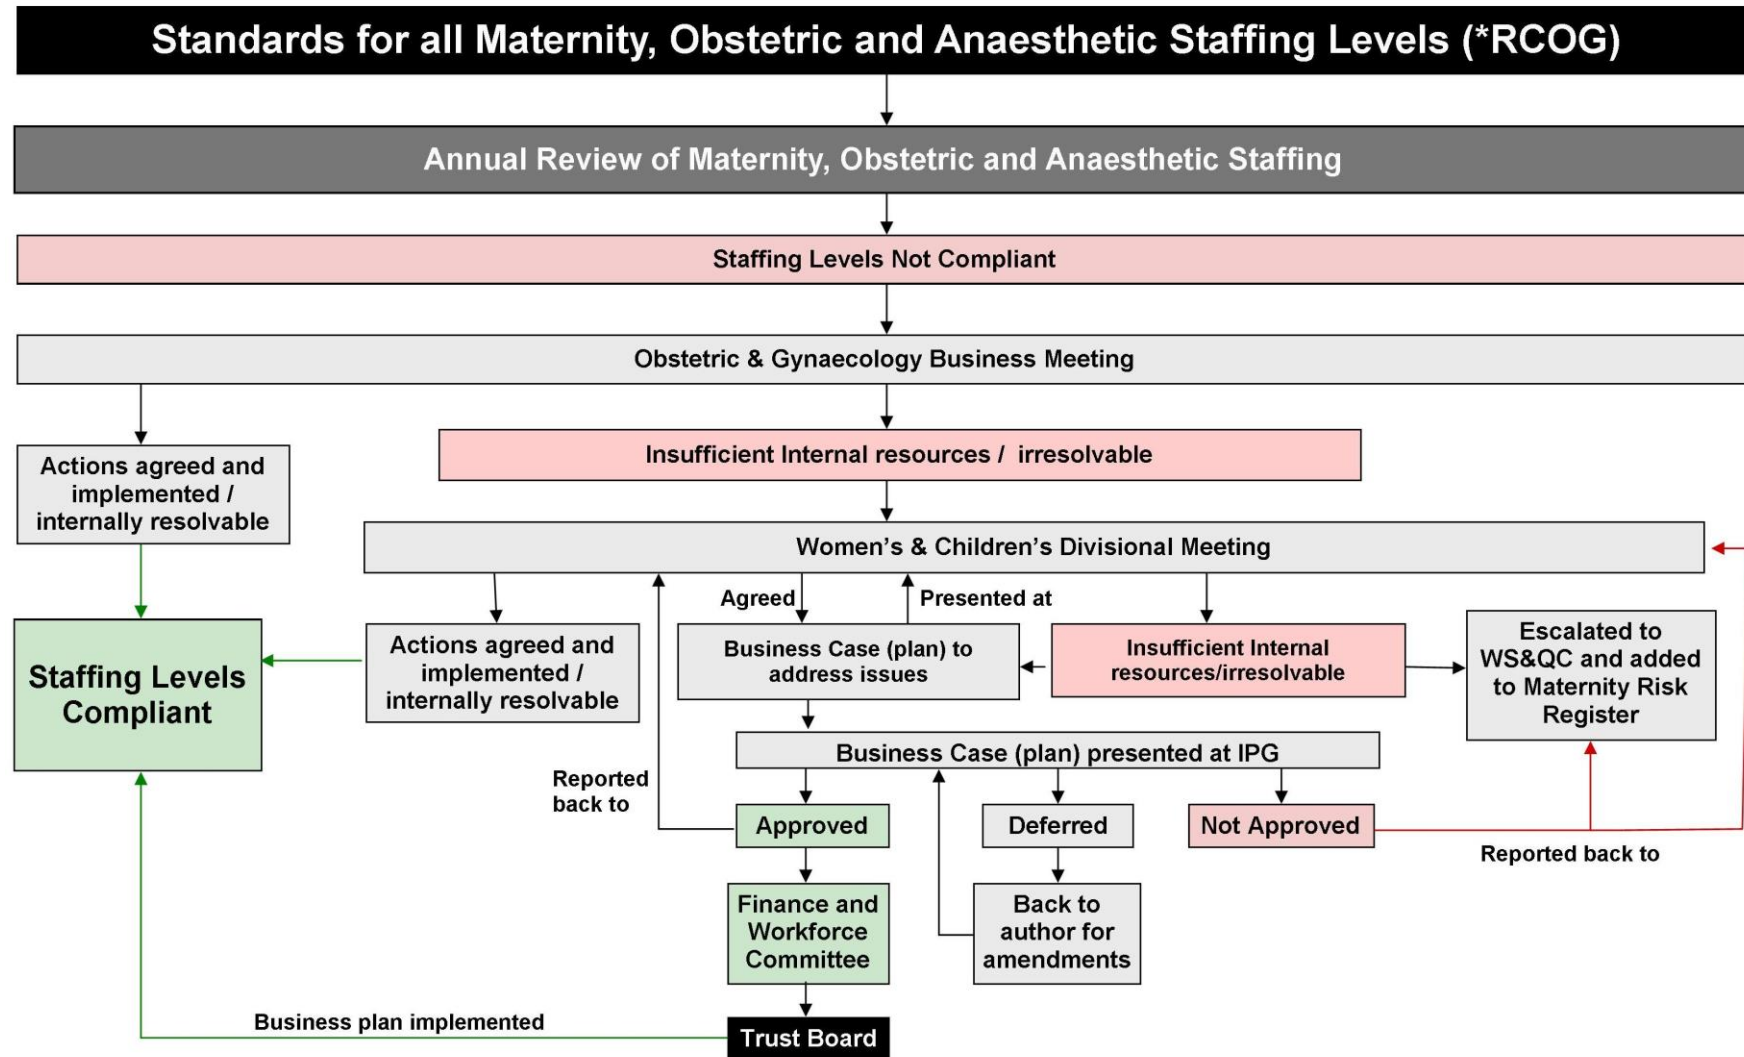 Standards for all Maternity, Obstetric and Anaesthetic Staffing Levels (*RCOG)
Annual Review of Maternity, Obstetric and Anaesthetic Staffing
Staffing Levels Not Compliant
Obstetric & Gynaecology Business Meeting
Actions agreed and
implemented /
internally resolvable
Insufficient Internal resources / irresolvable
Women's & Children's Divisional Meeting
Agreed
Presented at
Staffing Levels
Compliant
Actions agreed and
implemented /
internally resolvable
Business Case (plan) to
address issues
Insufficient Internal
resources/irresolvable
Escalated to
WS&QC and added
to Maternity Risk
Register
Business Case (plan) presented at IPG
Reported
back to
Approved
Deferred
Not Approved
Reported back to
Finance and
Workforce
Committee
Back to
author for
amendments
Business plan implemented
Trust Board